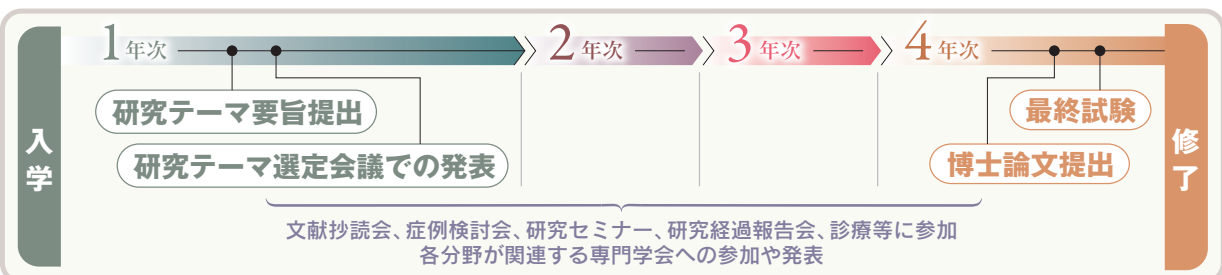 入学
1年次
2年次
3年次
4年次
研究テーマ要旨提出
研究テーマ選定会議での発表
最終試験
博士論文提出
修了
文献抄読会、症例検討会、研究セミナー、研究経過報告会、診療等に参加
各分野が関連する専門学会への参加や発表